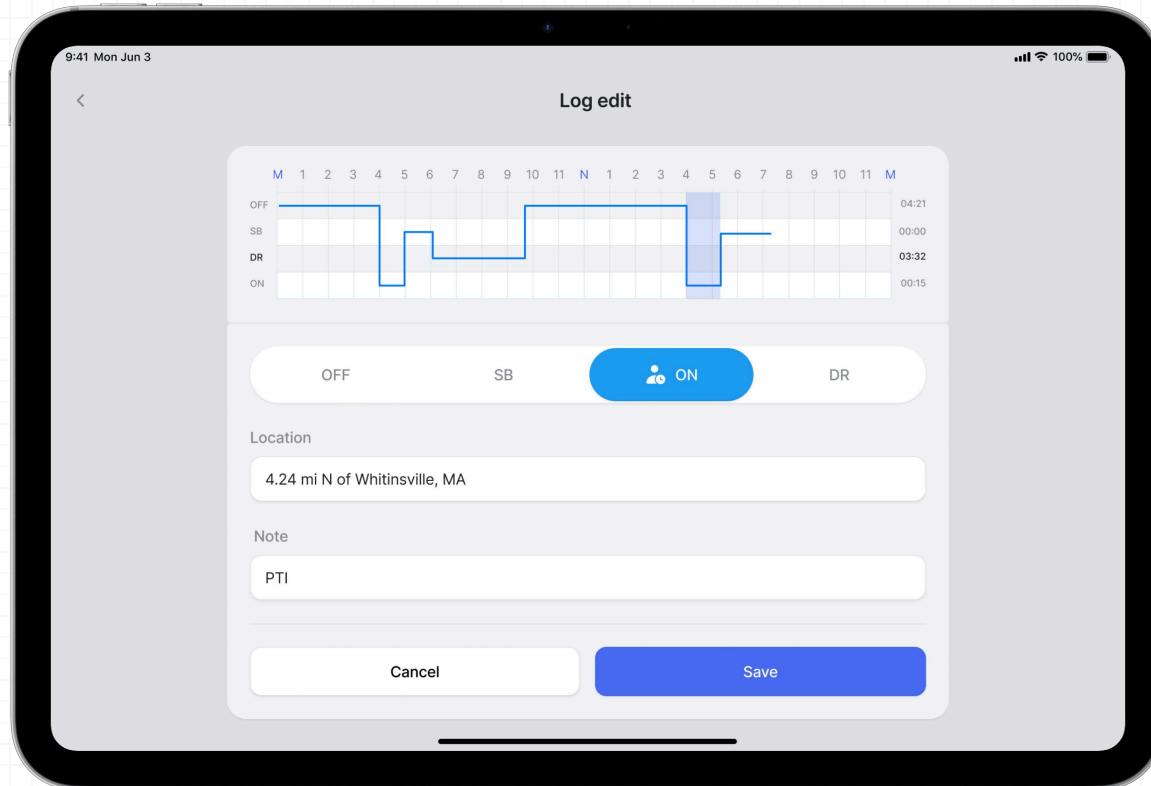 9:41 Mon Jun 3
100%
Log edit
M 1 2 3 4 5 6 7 8 9 10 11 N 1 2 3 4 5 6 7 8 9 10 11 M
OFF 04:21
SB 00:00
DR 03:32
ON 00:15
OFF SB ON DR
Location
4.24 mi N of Whitinsville, MA
Note
PTI
Cancel Save